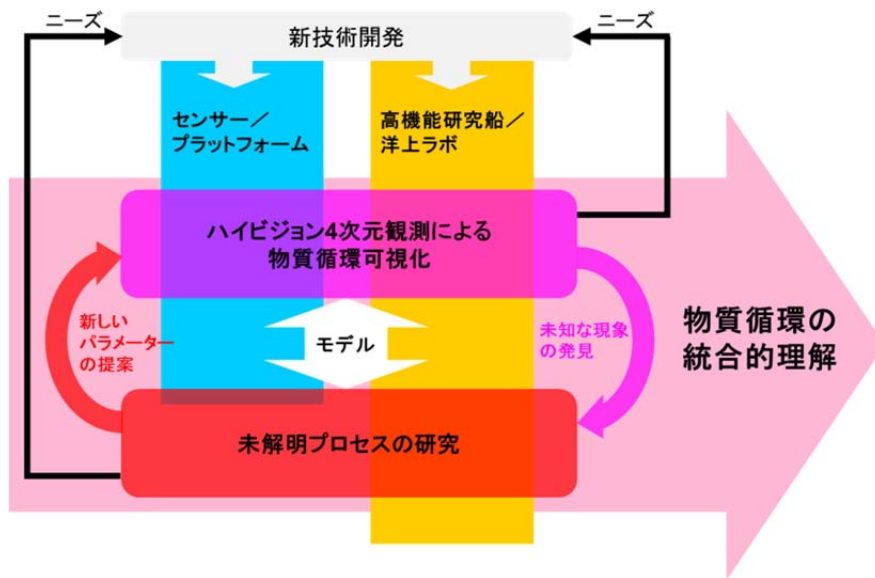 ニーズ
ニーズ
新技術開発
センサー／
プラットフォーム
高機能研究船／
洋上ラボ
ハイビジョン4次元観測による
物質循環可視化
新しい
パラメーター
の提案
モデル
未知な現象
の発見
物質循環の
統合的理解
未解明プロセスの研究